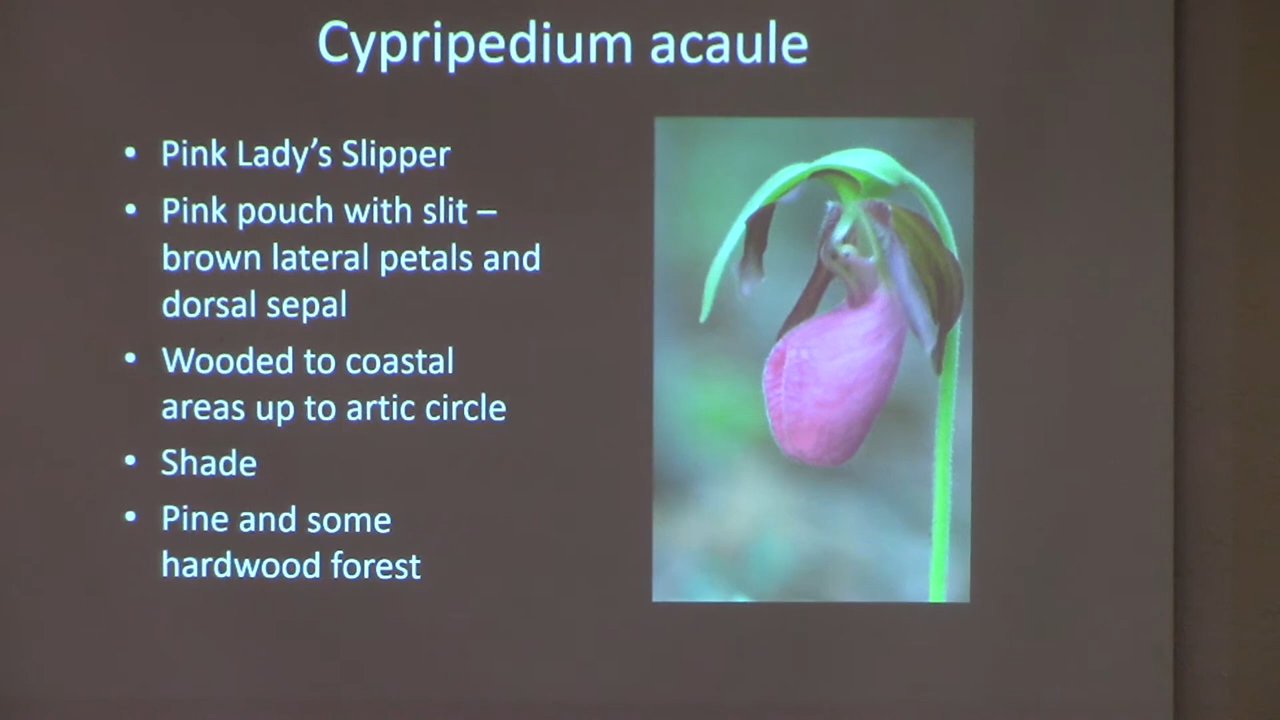 Cypripedium acaule
• Pink Lady’s Slipper
• Pink pouch with slit –
brown lateral petals and
dorsal sepal
• Wooded to coastal
areas up to artic circle
• Shade
• Pine and some
hardwood forest